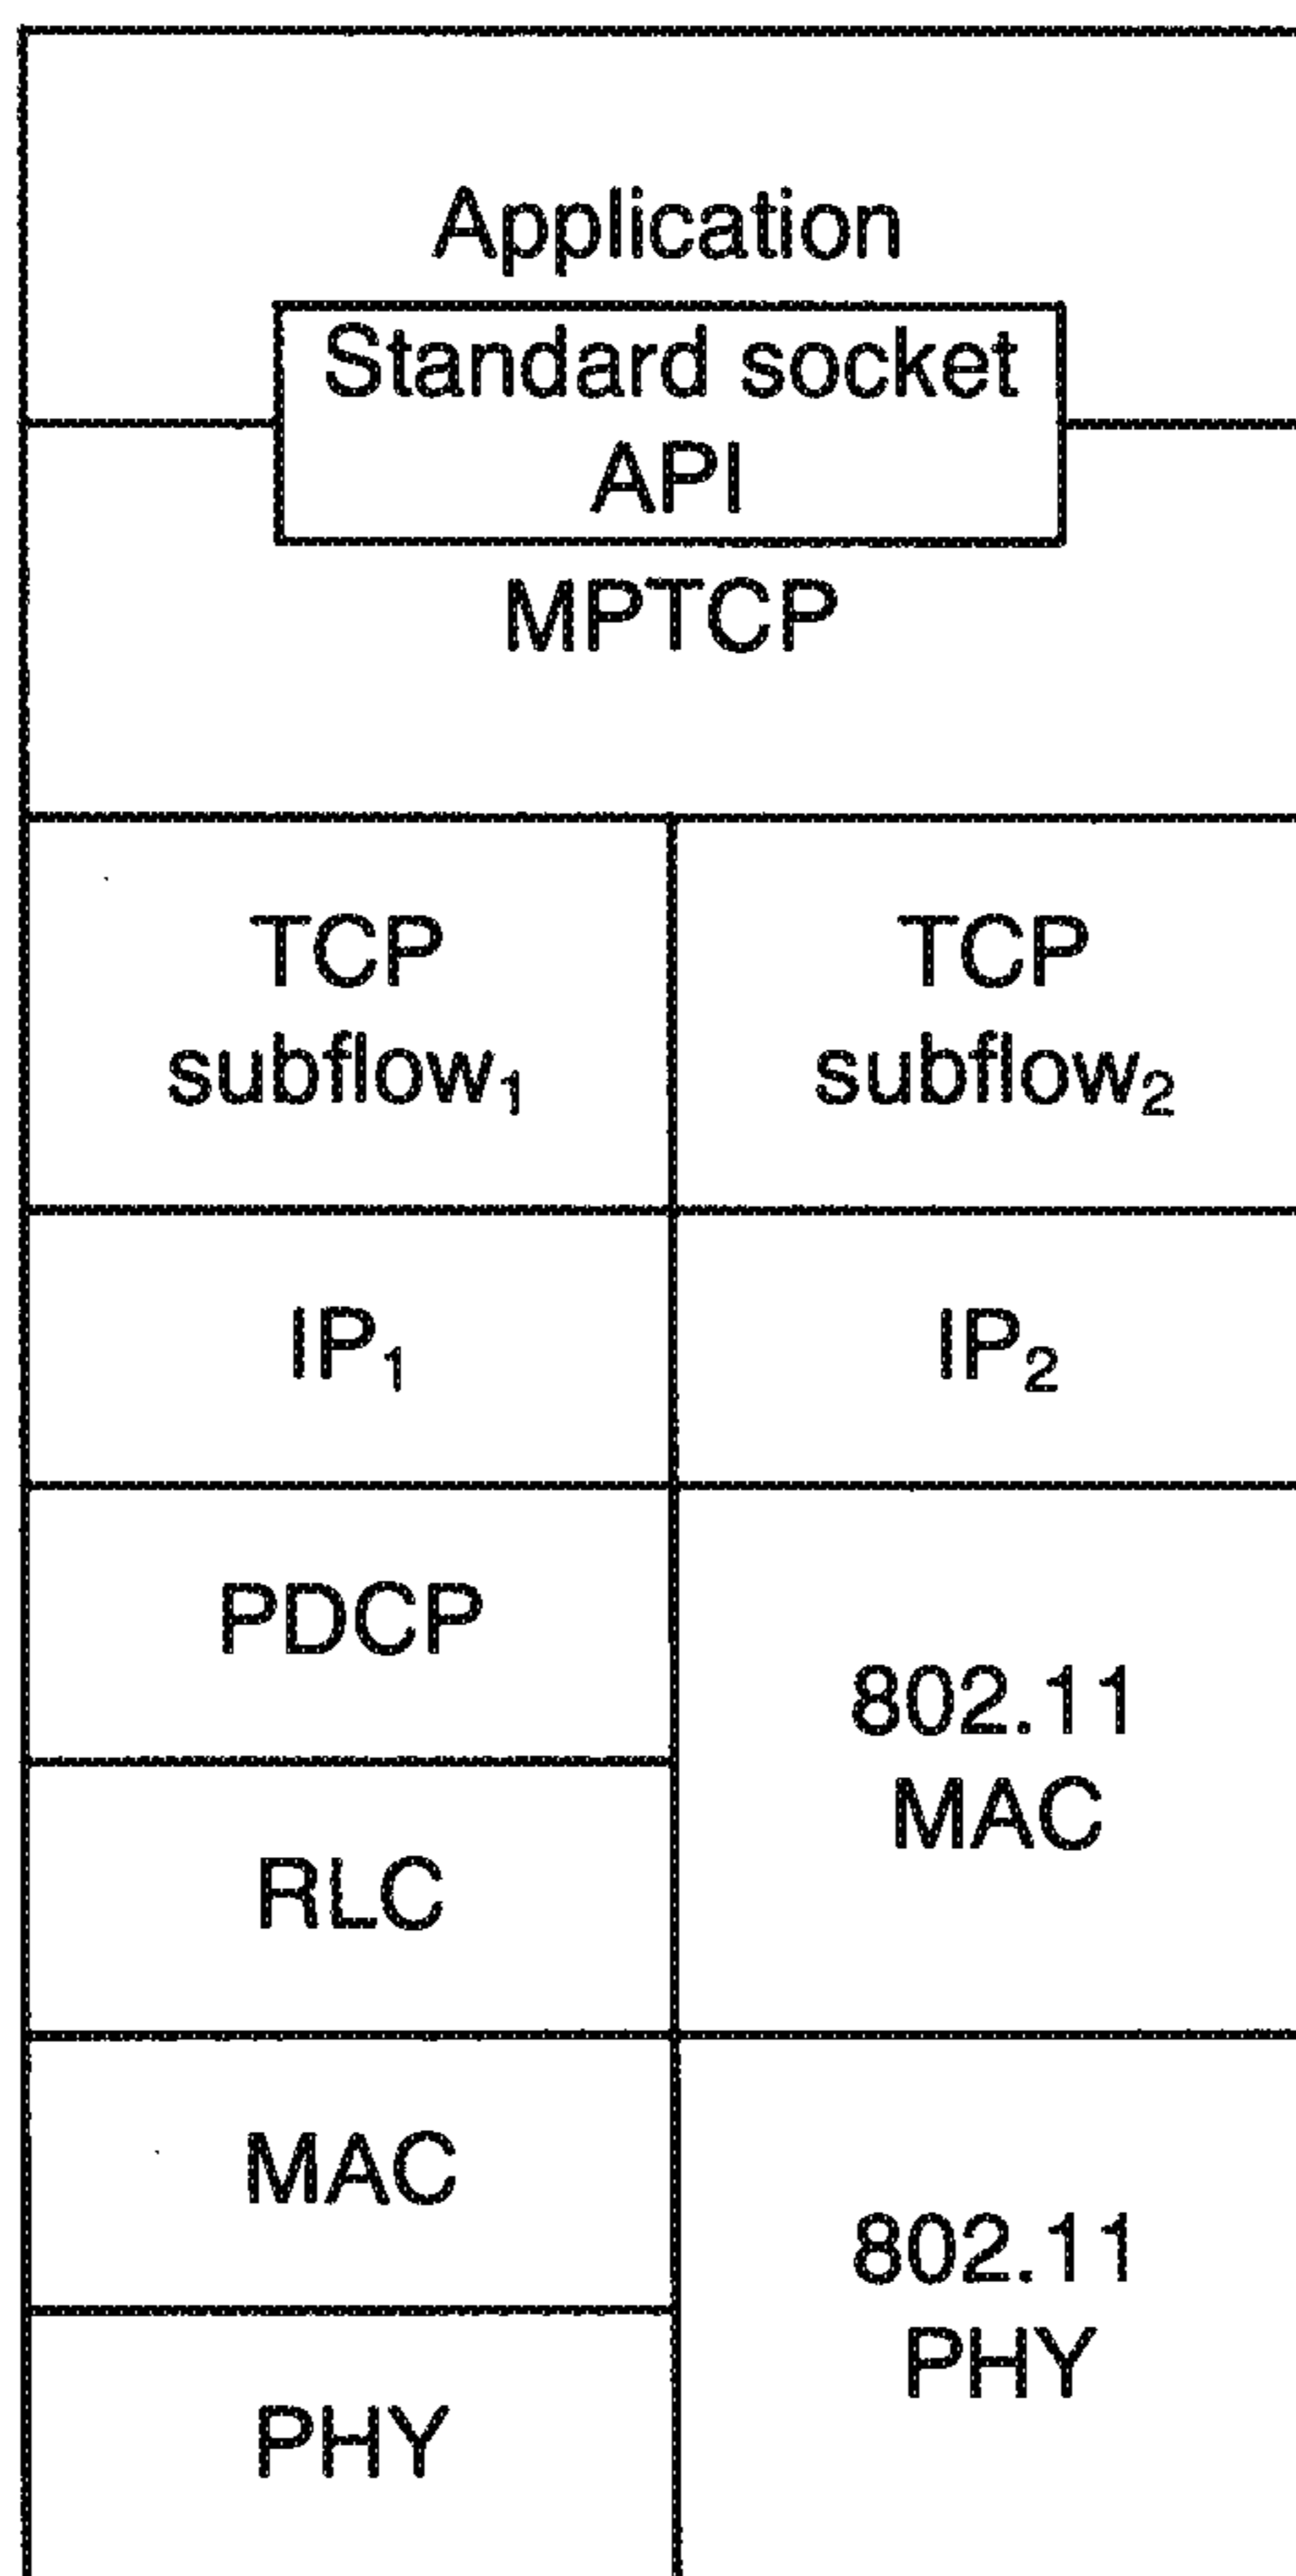 Application
Standard socket
API
MPTCP
TCP
subflow₁
TCP
subflow₂
IP₁
IP₂
PDCP
802.11
MAC
RLC
MAC
802.11
PHY
PHY